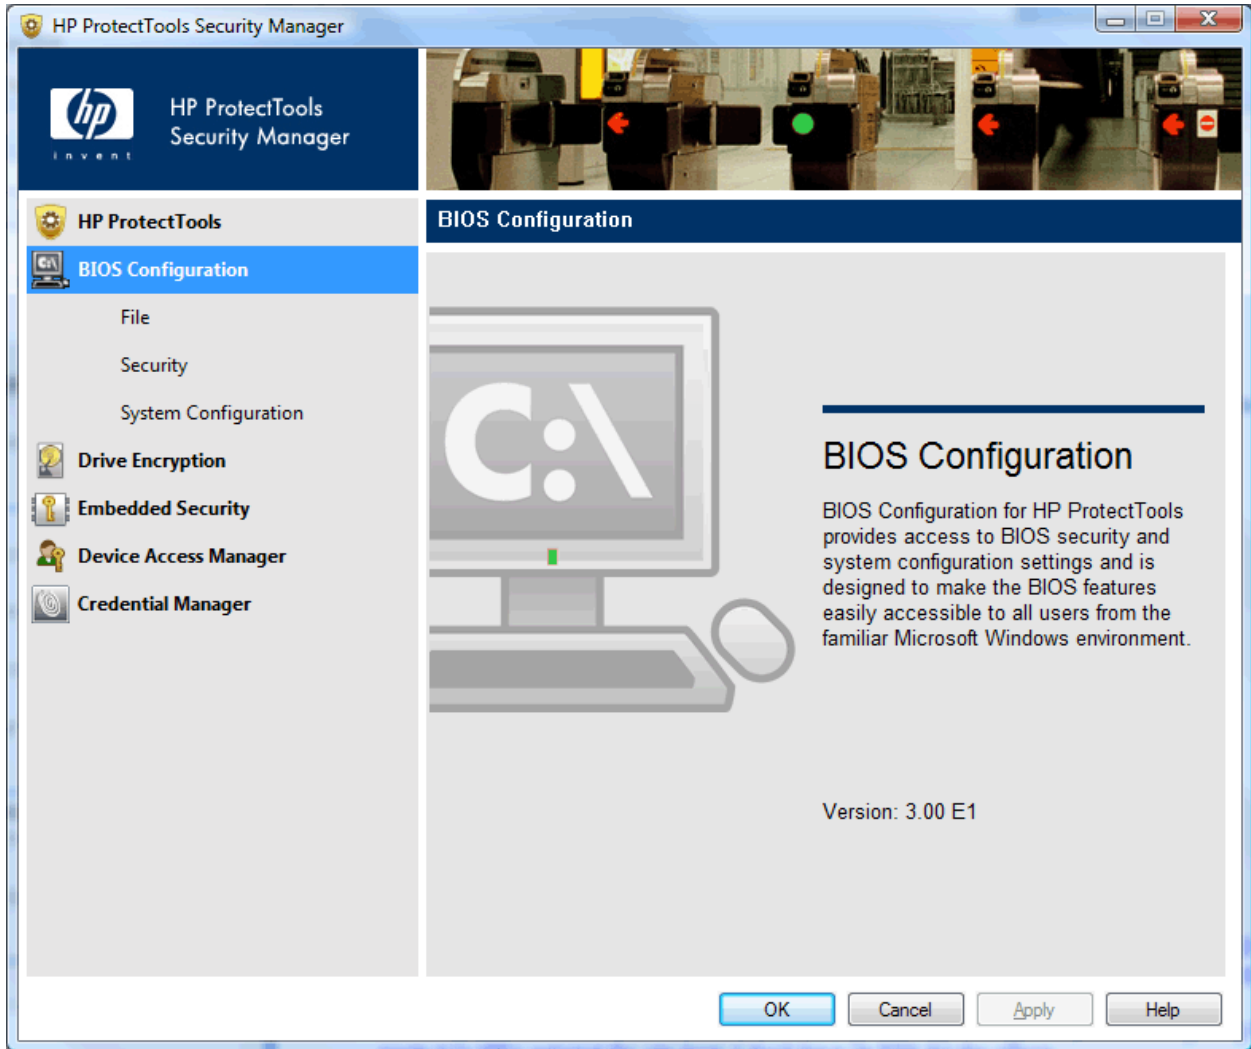 HP ProtectTools Security Manager
hp
invent
HP ProtectTools
Security Manager
HP ProtectTools
BIOS Configuration
File
Security
System Configuration
Drive Encryption
Embedded Security
Device Access Manager
Credential Manager
BIOS Configuration
C:\
BIOS Configuration
BIOS Configuration for HP ProtectTools
provides access to BIOS security and
system configuration settings and is
designed to make the BIOS features
easily accessible to all users from the
familiar Microsoft Windows environment.
Version: 3.00 E1
OK
Cancel
Apply
Help